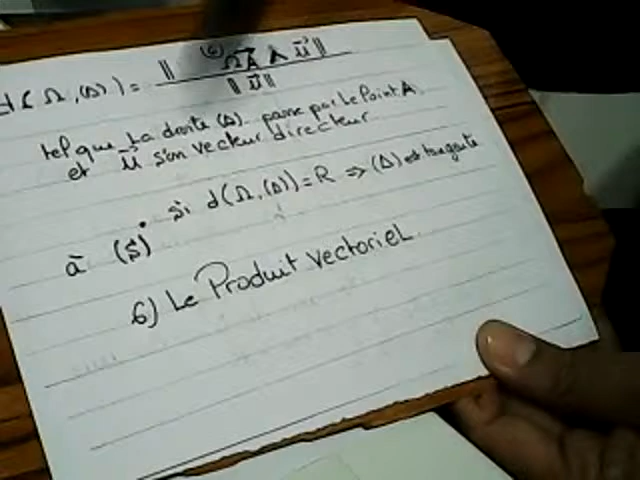 d(Ω,(Δ)) = ‖ΩA⃗ ∧ u⃗‖ / ‖u⃗‖
(6)
tel que la droite (Δ) passe par le Point A
et u⃗ son vecteur directeur
• si d(Ω,(Δ)) = R ⇒ (Δ) est tangente
à (S)
6) Le Produit vectoriel